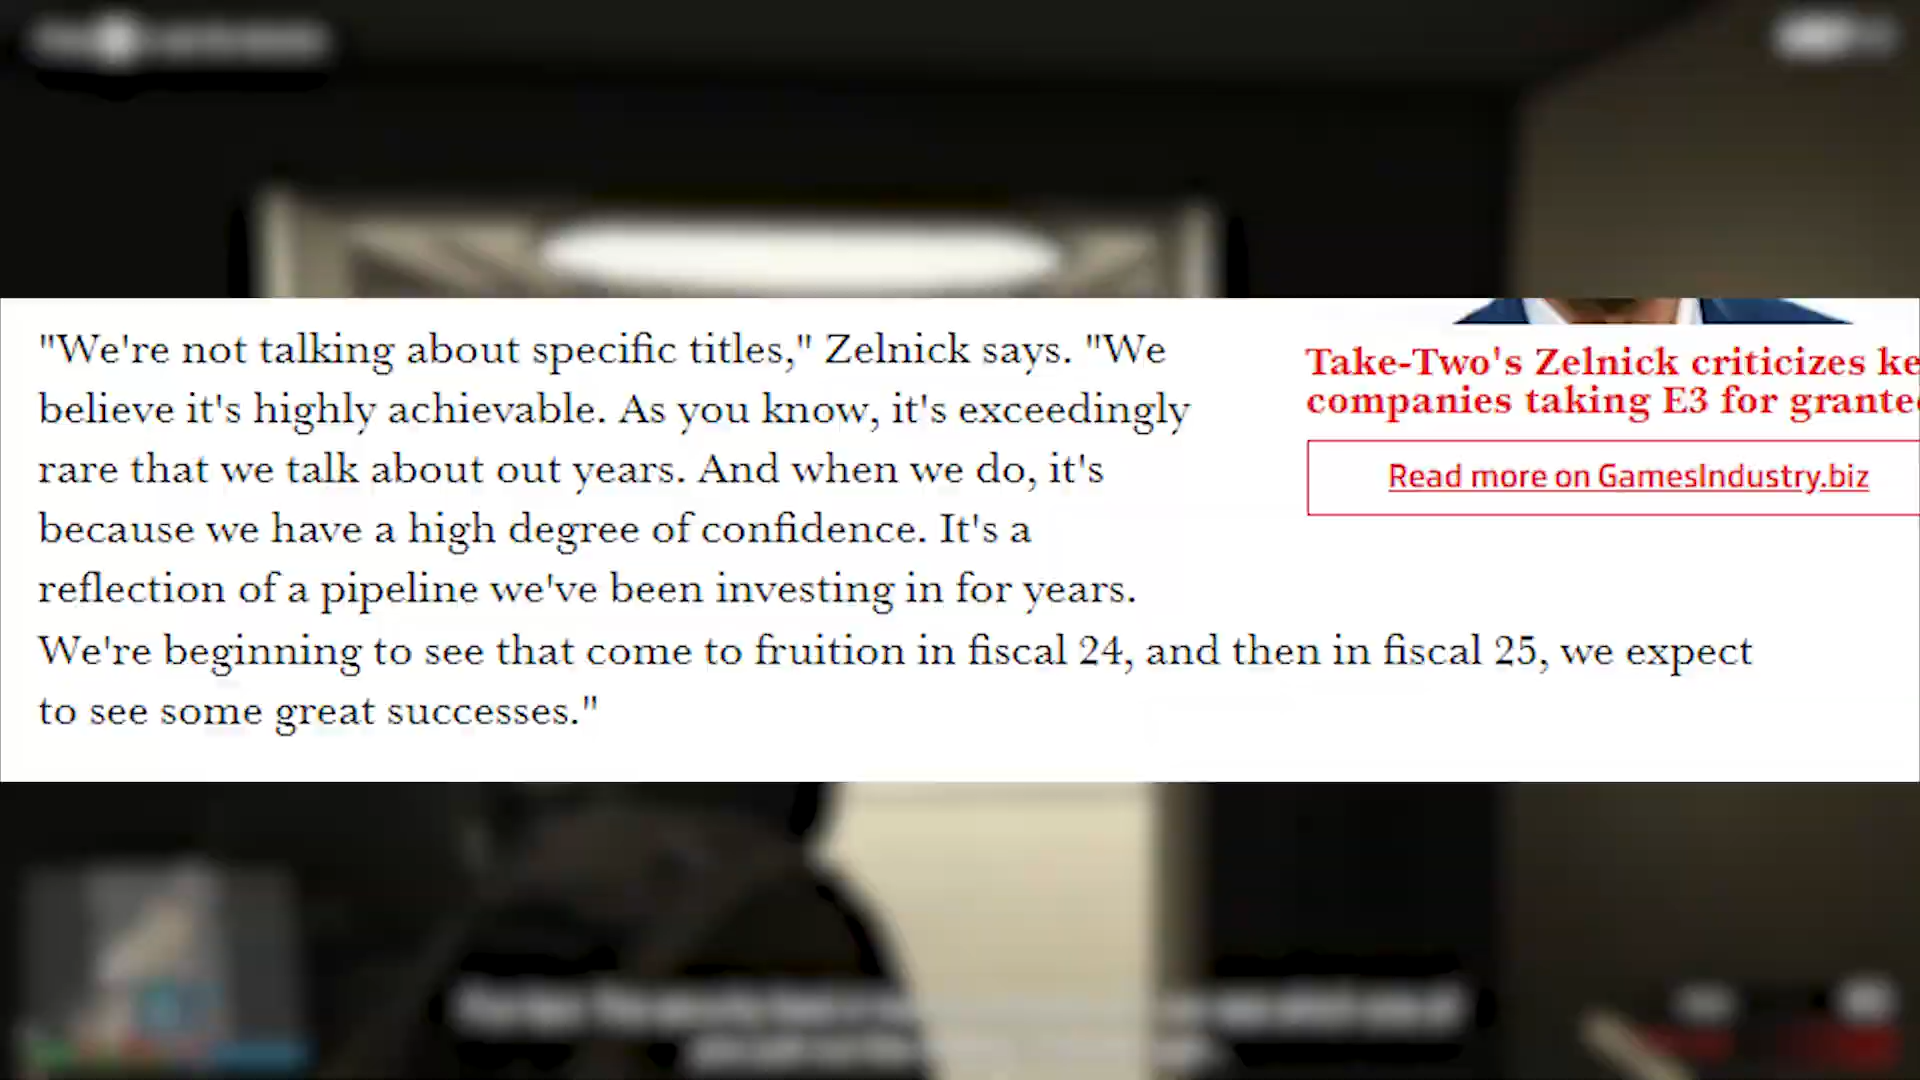 "We're not talking about specific titles," Zelnick says. "We
believe it's highly achievable. As you know, it's exceedingly
rare that we talk about out years. And when we do, it's
because we have a high degree of confidence. It's a
reflection of a pipeline we've been investing in for years.
We're beginning to see that come to fruition in fiscal 24, and then in fiscal 25, we expect
to see some great successes."
Take-Two's Zelnick criticizes
companies taking E3 for
Read more on GamesIndustry.biz